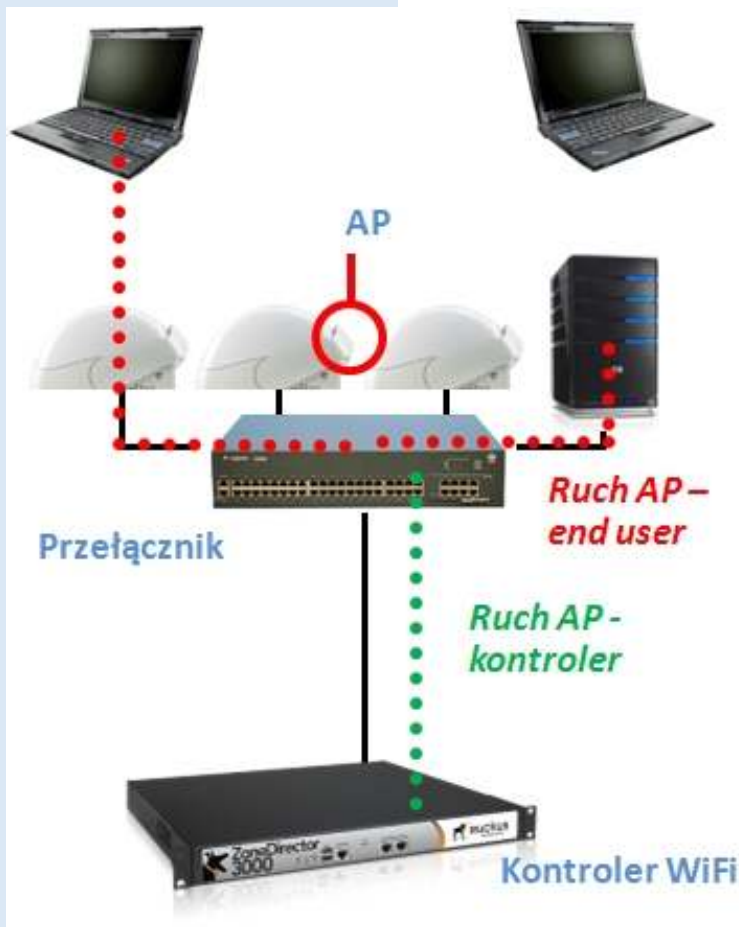 AP
Ruch AP –
end user
Przełącznik
Ruch AP -
kontroler
ZoneDirector
3000
RUCKUS
Kontroler WiFi